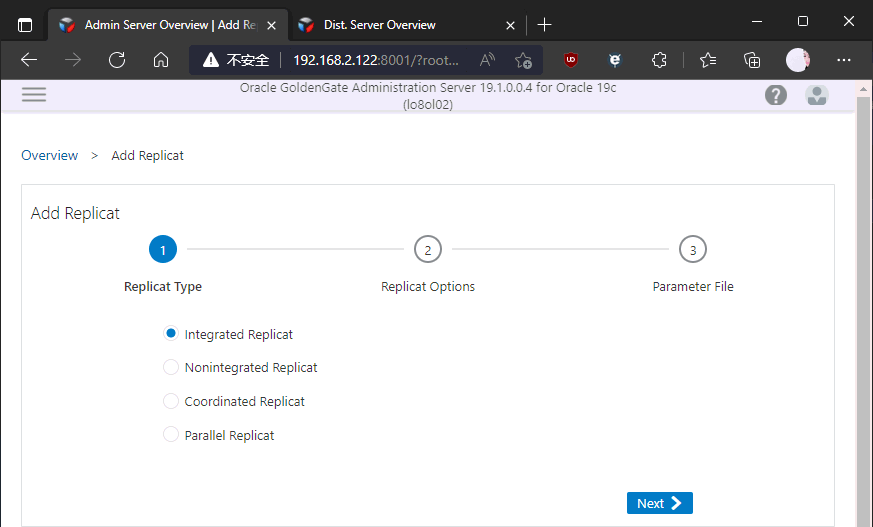 Admin Server Overview | Add Re
Dist. Server Overview
不安全
192.168.2.122:8001/?root...
Oracle GoldenGate Administration Server 19.1.0.0.4 for Oracle 19c
(lo8ol02)
Overview > Add Replicat
Add Replicat
1
2
3
Replicat Type
Replicat Options
Parameter File
Integrated Replicat
Nonintegrated Replicat
Coordinated Replicat
Parallel Replicat
Next